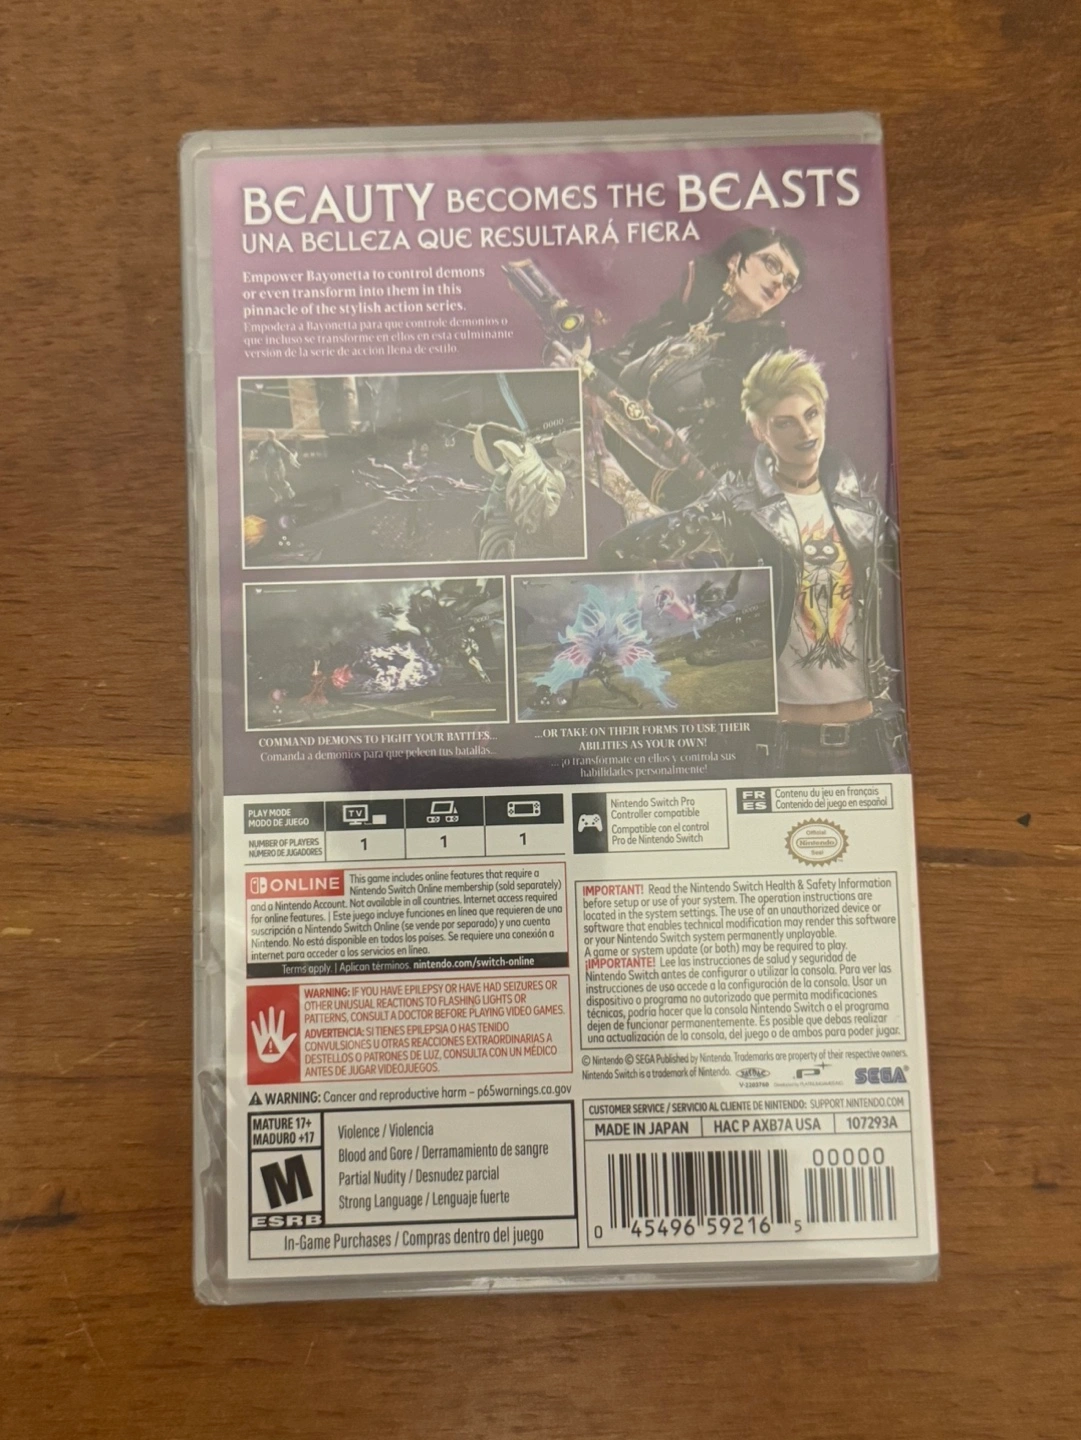 BEAUTY BECOMES THE BEASTS
UNA BELLEZA QUE RESULTARÁ FIERA
Empower Bayonetta to control demons
or even transform into them in this
pinnacle of the stylish action series.
Empodera a Bayonetta para que controle demonios o
que incluso se transforme en ellos en esta culminante
versión de la serie de acción llena de estilo.
0000
COMMAND DEMONS TO FIGHT YOUR BATTLES...
Comanda a demonios para que peleen tus batallas...
...OR TAKE ON THEIR FORMS TO USE THEIR
ABILITIES AS YOUR OWN!
... ¡o transfórmate en ellos y controla sus
habilidades personalmente!
PLAY MODE
MODO DE JUEGO
TV
NUMBER OF PLAYERS
NÚMERO DE JUGADORES
1
1
1
Nintendo Switch Pro
Controller compatible
Compatible con el control
Pro de Nintendo Switch
FR
ES
Contenu du jeu en français
Contenido del juego en español
Official
Nintendo
Seal
ONLINE
This game includes online features that require a
Nintendo Switch Online membership (sold separately)
and a Nintendo Account. Not available in all countries. Internet access required
for online features. | Este juego incluye funciones en línea que requieren de una
suscripción a Nintendo Switch Online (se vende por separado) y una cuenta
Nintendo. No está disponible en todos los países. Se requiere una conexión a
internet para acceder a los servicios en línea.
Terms apply. | Aplican términos. nintendo.com/switch-online
WARNING: IF YOU HAVE EPILEPSY OR HAVE HAD SEIZURES OR
OTHER UNUSUAL REACTIONS TO FLASHING LIGHTS OR
PATTERNS, CONSULT A DOCTOR BEFORE PLAYING VIDEO GAMES.
ADVERTENCIA: SI TIENES EPILEPSIA O HAS TENIDO
CONVULSIONES U OTRAS REACCIONES EXTRAORDINARIAS A
DESTELLOS O PATRONES DE LUZ, CONSULTA CON UN MÉDICO
ANTES DE JUGAR VIDEOJUEGOS.
WARNING: Cancer and reproductive harm – p65warnings.ca.gov
IMPORTANT! Read the Nintendo Switch Health & Safety Information
before setup or use of your system. The operation instructions are
located in the system settings. The use of an unauthorized device or
software that enables technical modification may render this software
or your Nintendo Switch system permanently unplayable.
A game or system update (or both) may be required to play.
¡IMPORTANTE! Lee las instrucciones de salud y seguridad de
Nintendo Switch antes de configurar o utilizar la consola. Para ver las
instrucciones de uso accede a la configuración de la consola. Usar un
dispositivo o programa no autorizado que permita modificaciones
técnicas, podría hacer que la consola Nintendo Switch o el programa
dejen de funcionar permanentemente. Es posible que debas realizar
una actualización de la consola, del juego o de ambos para poder jugar.
© Nintendo © SEGA Published by Nintendo. Trademarks are property of their respective owners.
Nintendo Switch is a trademark of Nintendo.
SEGA
MATURE 17+
MADURO +17
M
ESRB
Violence / Violencia
Blood and Gore / Derramamiento de sangre
Partial Nudity / Desnudez parcial
Strong Language / Lenguaje fuerte
In-Game Purchases / Compras dentro del juego
CUSTOMER SERVICE / SERVICIO AL CLIENTE DE NINTENDO: SUPPORT.NINTENDO.COM
MADE IN JAPAN
HAC P AXB7A USA
107293A
00000
0 45496 59216 5